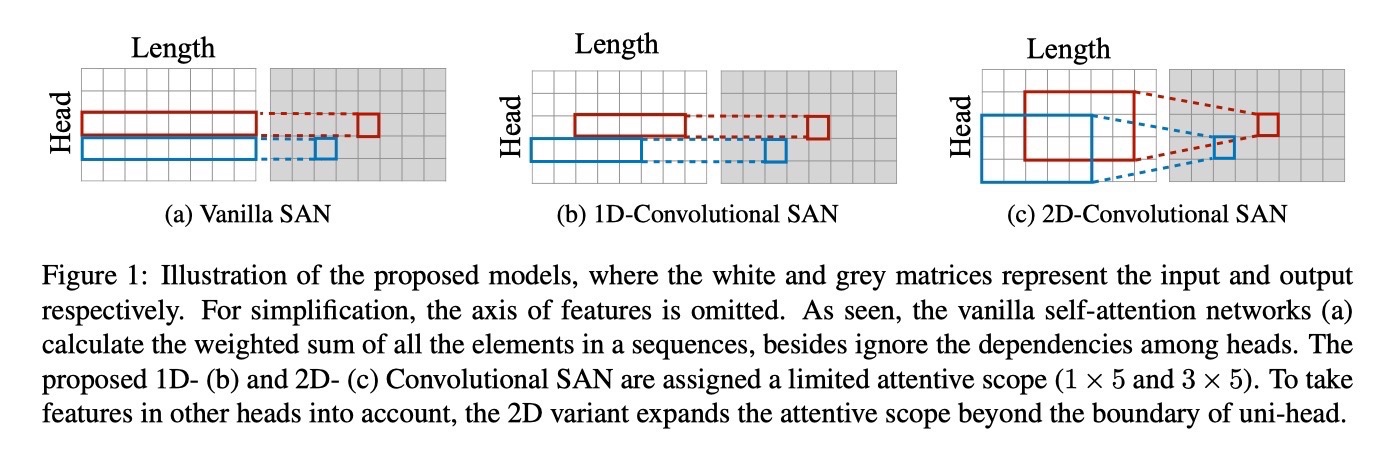 Length
Head
(a) Vanilla SAN
Length
Head
(b) 1D-Convolutional SAN
Length
Head
(c) 2D-Convolutional SAN
Figure 1: Illustration of the proposed models, where the white and grey matrices represent the input and output
respectively. For simplification, the axis of features is omitted. As seen, the vanilla self-attention networks (a)
calculate the weighted sum of all the elements in a sequences, besides ignore the dependencies among heads. The
proposed 1D- (b) and 2D- (c) Convolutional SAN are assigned a limited attentive scope (1 × 5 and 3 × 5). To take
features in other heads into account, the 2D variant expands the attentive scope beyond the boundary of uni-head.